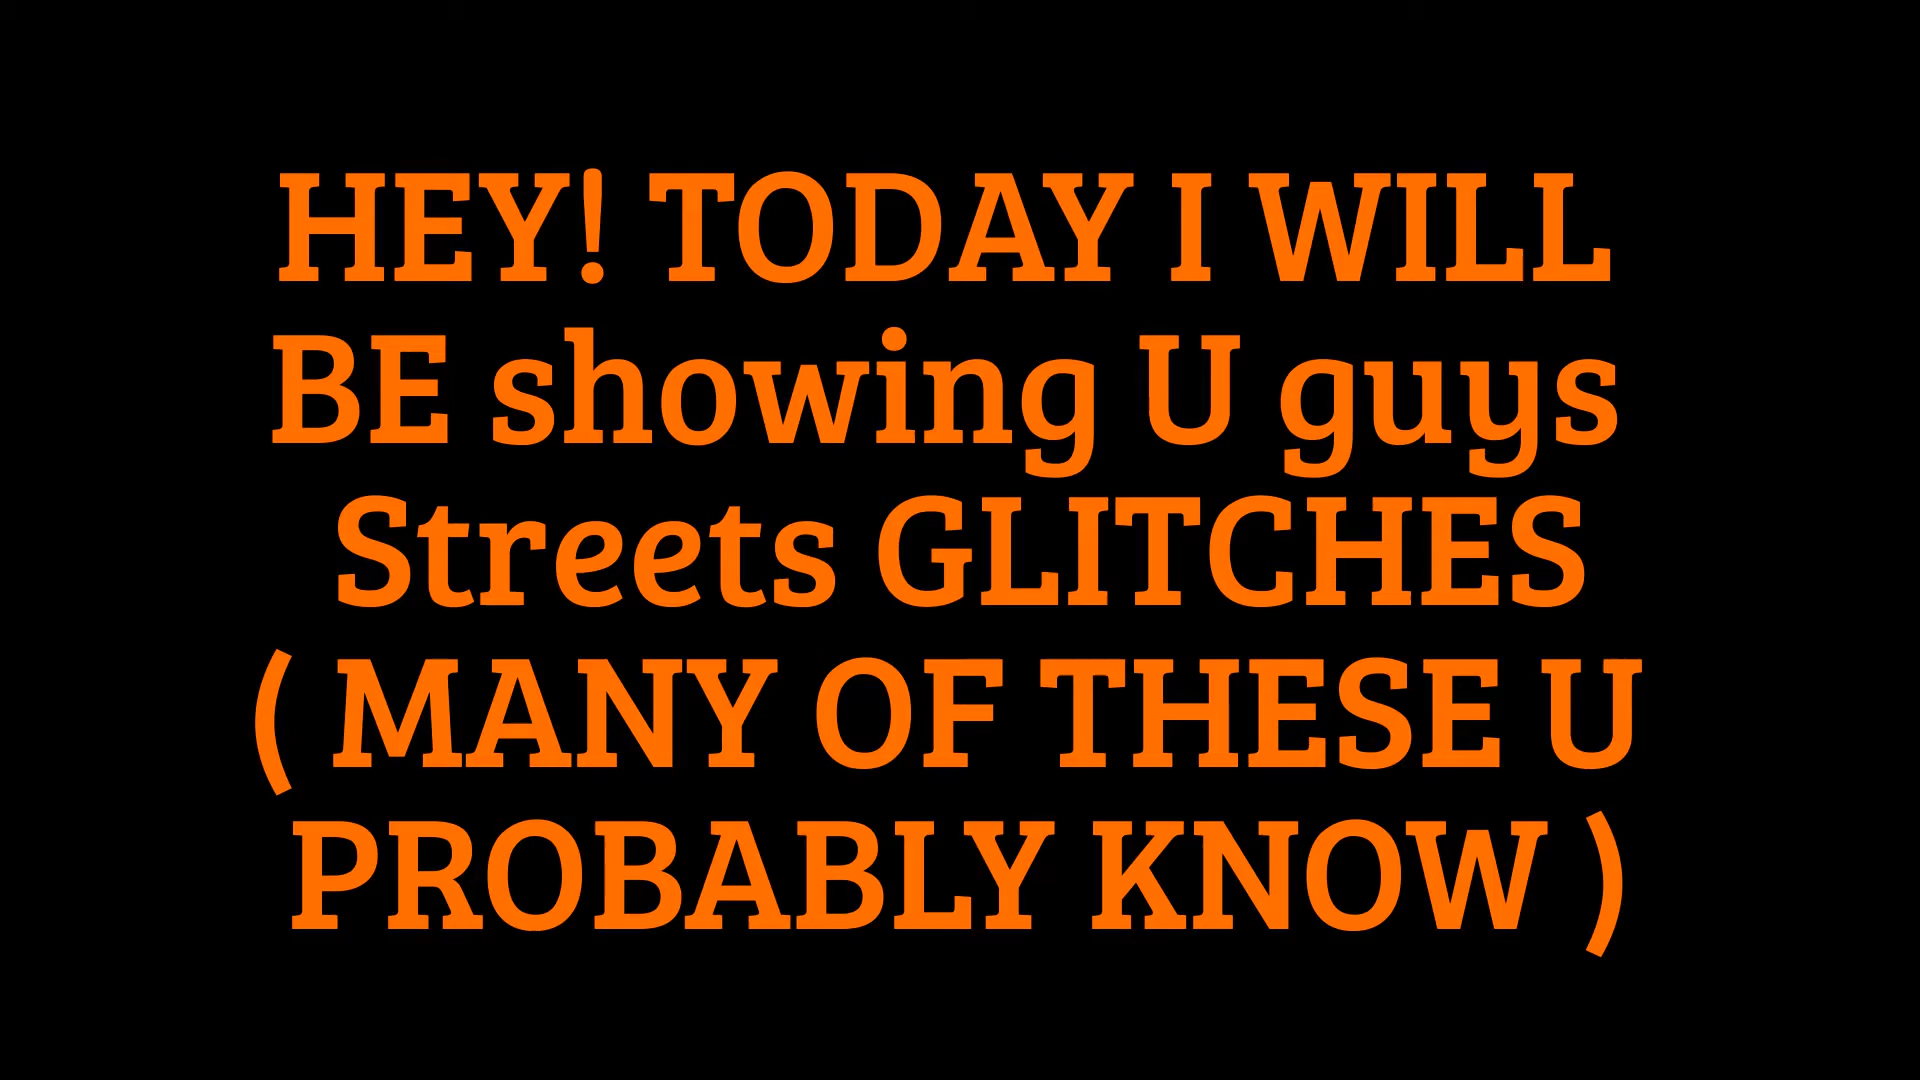 HEY! TODAY I WILL
BE showing U guys
Streets GLITCHES
( MANY OF THESE U
PROBABLY KNOW )